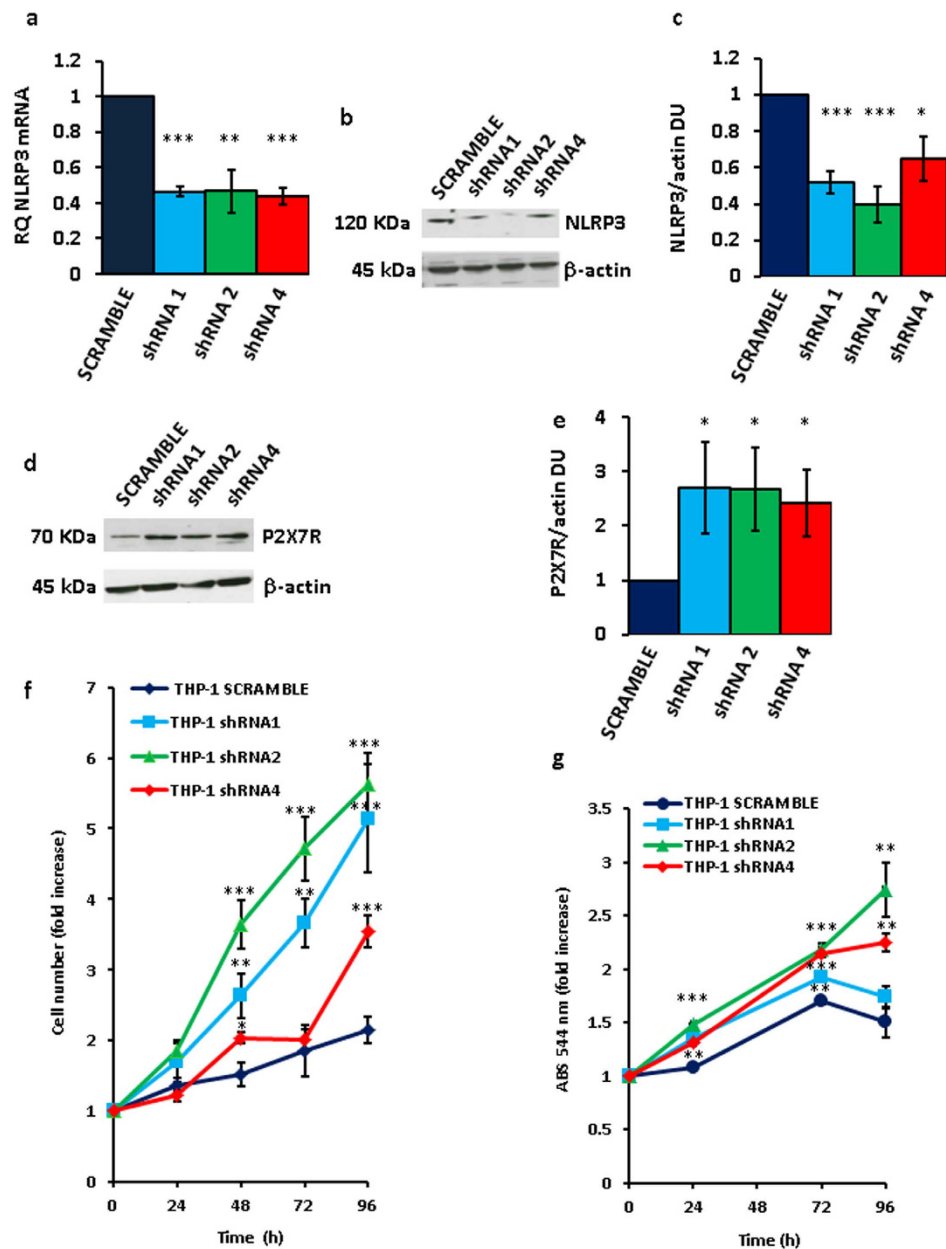 a
RQ NLRP3 mRNA
1.2
1
0.8
0.6
0.4
0.2
0
***
**
***
SCRAMBLE
shRNA 1
shRNA 2
shRNA 4
b
SCRAMBLE
shRNA1
shRNA2
shRNA4
120 KDa
NLRP3
45 kDa
β-actin
c
NLRP3/actin DU
1.2
1
0.8
0.6
0.4
0.2
0
***
***
*
SCRAMBLE
shRNA 1
shRNA 2
shRNA 4
d
SCRAMBLE
shRNA1
shRNA2
shRNA4
70 KDa
P2X7R
45 kDa
β-actin
e
P2X7R/actin DU
4
3
2
1
0
*
*
*
SCRAMBLE
shRNA 1
shRNA 2
shRNA 4
f
Cell number (fold increase)
7
6
5
4
3
2
1
0
THP-1 SCRAMBLE
THP-1 shRNA1
THP-1 shRNA2
THP-1 shRNA4
***
***
***
***
**
***
**
*
0 24 48 72 96
Time (h)
g
ABS 544 nm (fold increase)
3.5
3
2.5
2
1.5
1
0.5
0
THP-1 SCRAMBLE
THP-1 shRNA1
THP-1 shRNA2
THP-1 shRNA4
**
***
**
***
**
***
**
0 24 48 72 96
Time (h)